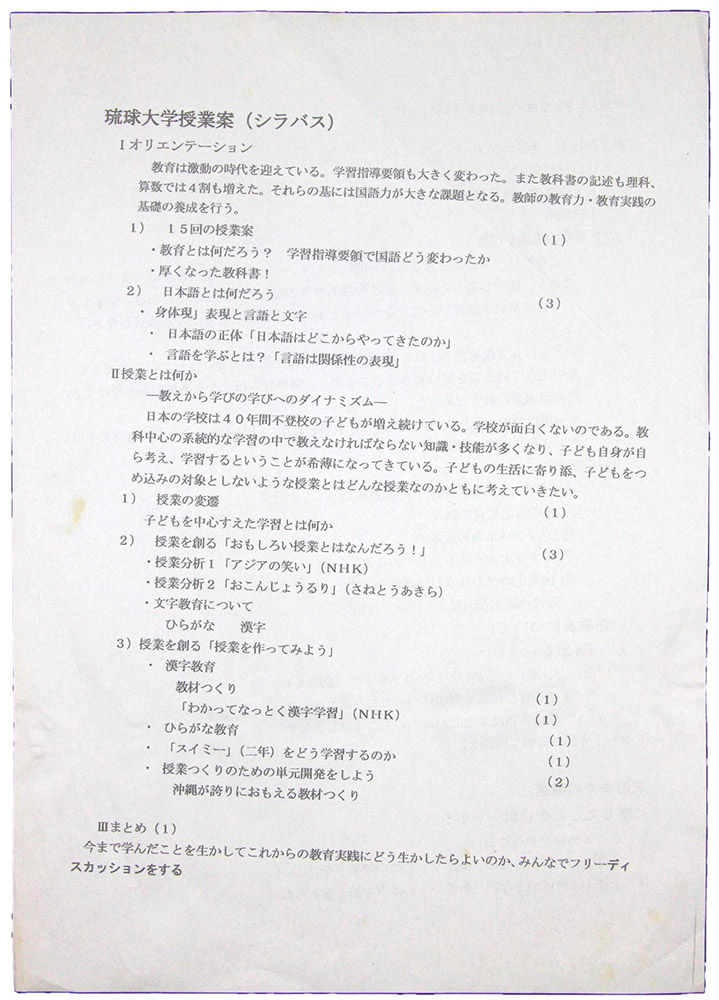 琉球大学授業案（シラバス）
Ⅰオリエンテーション
教育は激動の時代を迎えている。学習指導要領も大きく変わった。また教科書の記述も理科、
算数では４割も増えた。それらの基には国語力が大きな課題となる。教師の教育力・教育実践の
基礎の養成を行う。
１）　１５回の授業案　（１）
・教育とは何だろう？　学習指導要領で国語どう変わったか
・厚くなった教科書！
２）　日本語とは何だろう　（３）
・ 身体現」表現と言語と文字
・　日本語の正体「日本語はどこからやってきたのか」
・　言語を学ぶとは？「言語は関係性の表現」
Ⅱ授業とは何か
―教えから学びの学びへのダイナミズム―
日本の学校は４０年間不登校の子どもが増え続けている。学校が面白くないのである。教
科中心の系統的な学習の中で教えなければならない知識・技能が多くなり、子ども自身が自
ら考え、学習するということが希薄になってきている。子どもの生活に寄り添、子どもをつ
め込みの対象としないような授業とはどんな授業なのかともに考えていきたい。
１）　授業の変遷　（１）
子どもを中心すえた学習とは何か
２）　授業を創る「おもしろい授業とはなんだろう！」　（３）
・授業分析１「アジアの笑い」（ＮＨＫ）
・授業分析２「おこんじょうるり」（さねとうあきら）
・文字教育について
ひらがな　　漢字
３）授業を創る「授業を作ってみよう」
・　漢字教育
教材つくり
「わかってなっとく漢字学習」（ＮＨＫ）　（１）
・　ひらがな教育　（１）
・　「スイミー」（二年）をどう学習するのか　（１）
・　授業つくりのための単元開発をしよう　（１）
沖縄が誇りにおもえる教材つくり　（２）
Ⅲまとめ（１）
今まで学んだことを生かしてこれからの教育実践にどう生かしたらよいのか、みんなでフリーディ
スカッションをする